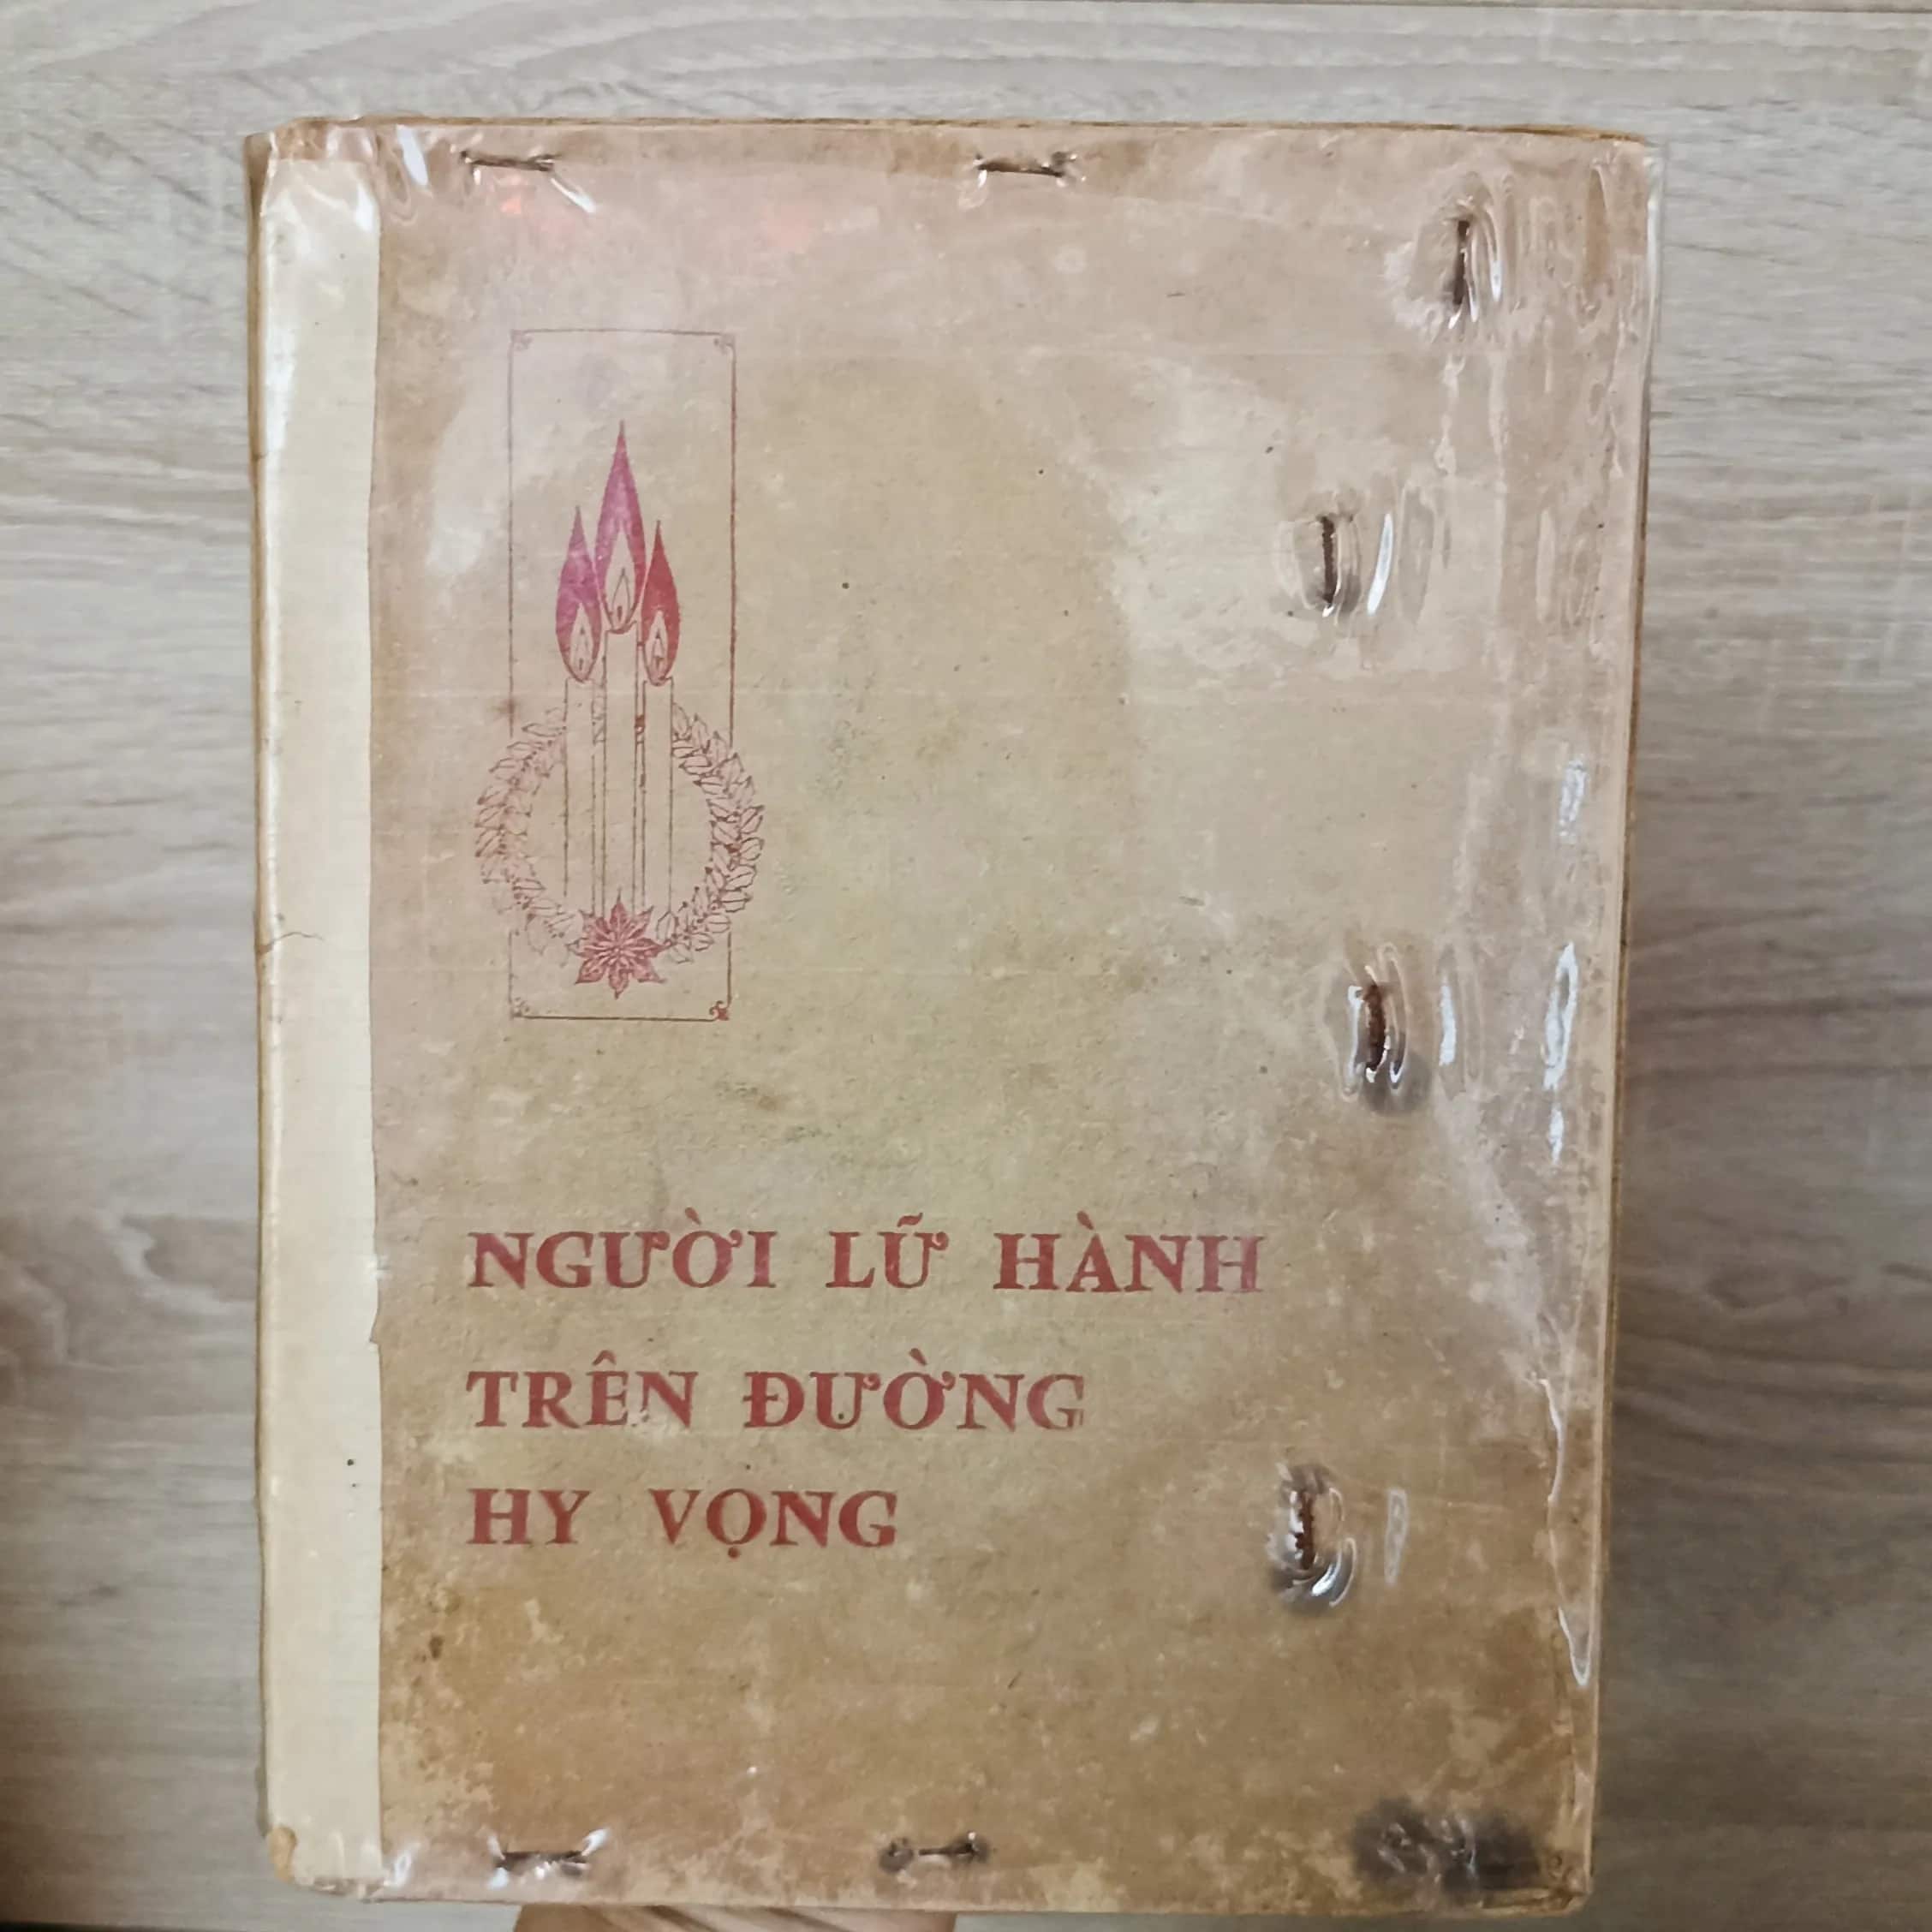 NGƯỜI LỮ HÀNH
TRÊN ĐƯỜNG
HY VỌNG